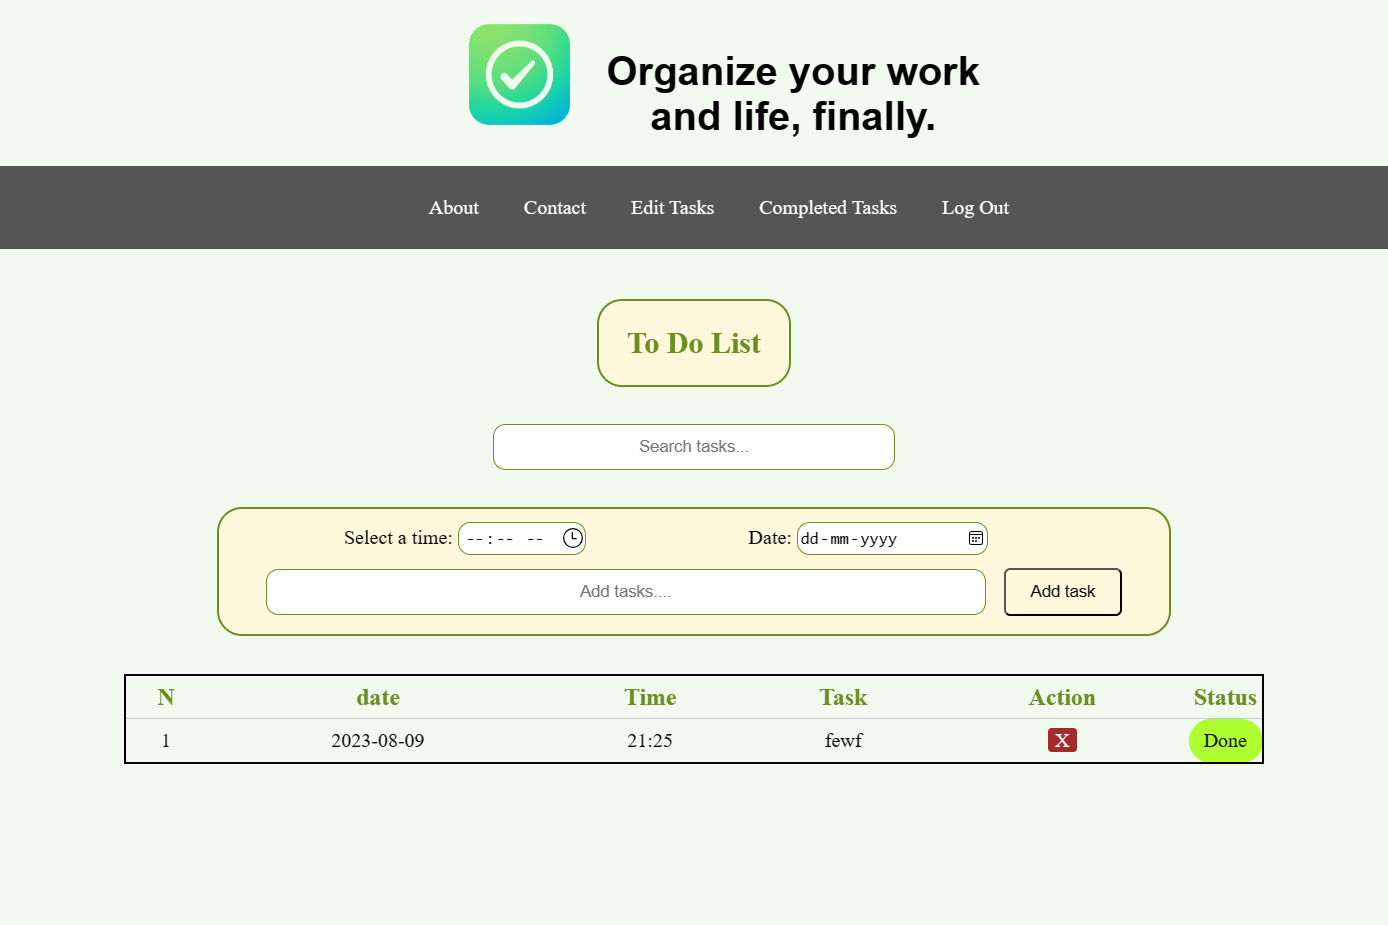 Organize your work
and life, finally.
About Contact Edit Tasks Completed Tasks Log Out
To Do List
Search tasks...
Select a time: --:-- -- Date: dd-mm-yyyy
Add tasks.... Add task
N date Time Task Action Status
1 2023-08-09 21:25 fewf X Done